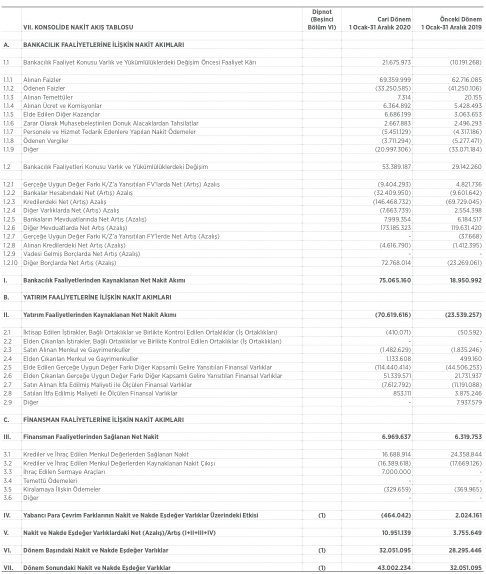 Dipnot
(Beşinci Bölüm VI) Cari Dönem Önceki Dönem
VII. KONSOLİDE NAKİT AKIŞ TABLOSU 1 Ocak-31 Aralık 2020 1 Ocak-31 Aralık 2019
A. BANKACILIK FAALİYETLERİNE İLİŞKİN NAKİT AKIMLARI
1.1 Bankacılık Faaliyet Konusu Varlık ve Yükümlülüklerdeki Değişim Öncesi Faaliyet Kârı 21.675.973 (10.191.268)
1.1.1 Alınan Faizler 69.359.999 62.716.085
1.1.2 Ödenen Faizler (33.250.585) (41.250.106)
1.1.3 Alınan Temettüler 7.314 20.155
1.1.4 Alınan Ücret ve Komisyonlar 6.364.892 5.428.493
1.1.5 Elde Edilen Diğer Kazançlar 6.686.199 3.063.653
1.1.6 Zarar Olarak Muhasebeleştirilen Donuk Alacaklardan Tahsilatlar 2.667.883 2.496.293
1.1.7 Personele ve Hizmet Tedarik Edenlere Yapılan Nakit Ödemeler (5.451.129) (4.317.186)
1.1.8 Ödenen Vergiler (3.711.294) (5.277.471)
1.1.9 Diğer (20.997.306) (33.071.184)
1.2 Bankacılık Faaliyetleri Konusu Varlık ve Yükümlülüklerdeki Değişim 53.389.187 29.142.260
1.2.1 Gerçeğe Uygun Değer Farkı K/Z'a Yansıtılan FV'larda Net (Artış) Azalış (9.404.293) 4.821.736
1.2.2 Bankalar Hesabındaki Net (Artış) Azalış (32.409.950) (9.601.642)
1.2.3 Kredilerdeki Net (Artış) Azalış (146.468.732) (69.729.045)
1.2.4 Diğer Varlıklarda Net (Artış) Azalış (7.663.739) 2.554.398
1.2.5 Bankaların Mevduatlarında Net Artış (Azalış) 7.999.354 6.184.517
1.2.6 Diğer Mevduatlarda Net Artış (Azalış) 173.185.323 119.631.420
1.2.7 Gerçeğe Uygun Değer Farkı K/Z'a Yansıtılan FY'lerde Net Artış (Azalış) - (37.668)
1.2.8 Alınan Kredilerdeki Net Artış (Azalış) (4.616.790) (1.412.395)
1.2.9 Vadesi Gelmiş Borçlarda Net Artış (Azalış) - -
1.2.10 Diğer Borçlarda Net Artış (Azalış) 72.768.014 (23.269.061)
I. Bankacılık Faaliyetlerinden Kaynaklanan Net Nakit Akımı 75.065.160 18.950.992
B. YATIRIM FAALİYETLERİNE İLİŞKİN NAKİT AKIMLARI
II. Yatırım Faaliyetlerinden Kaynaklanan Net Nakit Akımı (70.619.616) (23.539.257)
2.1 İktisap Edilen İştirakler, Bağlı Ortaklıklar ve Birlikte Kontrol Edilen Ortaklıklar (İş Ortaklıkları) (410.071) (50.592)
2.2 Elden Çıkarılan İştirakler, Bağlı Ortaklıklar ve Birlikte Kontrol Edilen Ortaklıklar (İş Ortaklıkları) - -
2.3 Satın Alınan Menkul ve Gayrimenkuller (1.482.629) (1.835.246)
2.4 Elden Çıkarılan Menkul ve Gayrimenkuller 1.133.608 499.160
2.5 Elde Edilen Gerçeğe Uygun Değer Farkı Diğer Kapsamlı Gelire Yansıtılan Finansal Varlıklar (114.440.414) (44.506.253)
2.6 Elden Çıkarılan Gerçeğe Uygun Değer Farkı Diğer Kapsamlı Gelire Yansıtılan Finansal Varlıklar 51.339.571 21.731.937
2.7 Satın Alınan İtfa Edilmiş Maliyeti ile Ölçülen Finansal Varlıklar (7.612.792) (11.191.088)
2.8 Satılan İtfa Edilmiş Maliyeti ile Ölçülen Finansal Varlıklar 853.111 3.875.246
2.9 Diğer - 7.937.579
C. FİNANSMAN FAALİYETLERİNE İLİŞKİN NAKİT AKIMLARI
III. Finansman Faaliyetlerinden Sağlanan Net Nakit 6.969.637 6.319.753
3.1 Krediler ve İhraç Edilen Menkul Değerlerden Sağlanan Nakit 16.688.914 24.358.844
3.2 Krediler ve İhraç Edilen Menkul Değerlerden Kaynaklanan Nakit Çıkışı (16.389.618) (17.669.126)
3.3 İhraç Edilen Sermaye Araçları 7.000.000 -
3.4 Temettü Ödemeleri - -
3.5 Kiralamaya İlişkin Ödemeler (329.659) (369.965)
3.6 Diğer - -
IV. Yabancı Para Çevrim Farklarının Nakit ve Nakde Eşdeğer Varlıklar Üzerindeki Etkisi (1) (464.042) 2.024.161
V. Nakit ve Nakde Eşdeğer Varlıklardaki Net (Azalış)/Artış (I+II+III+IV) 10.951.139 3.755.649
VI. Dönem Başındaki Nakit ve Nakde Eşdeğer Varlıklar (1) 32.051.095 28.295.446
VII. Dönem Sonundaki Nakit ve Nakde Eşdeğer Varlıklar (1) 43.002.234 32.051.095